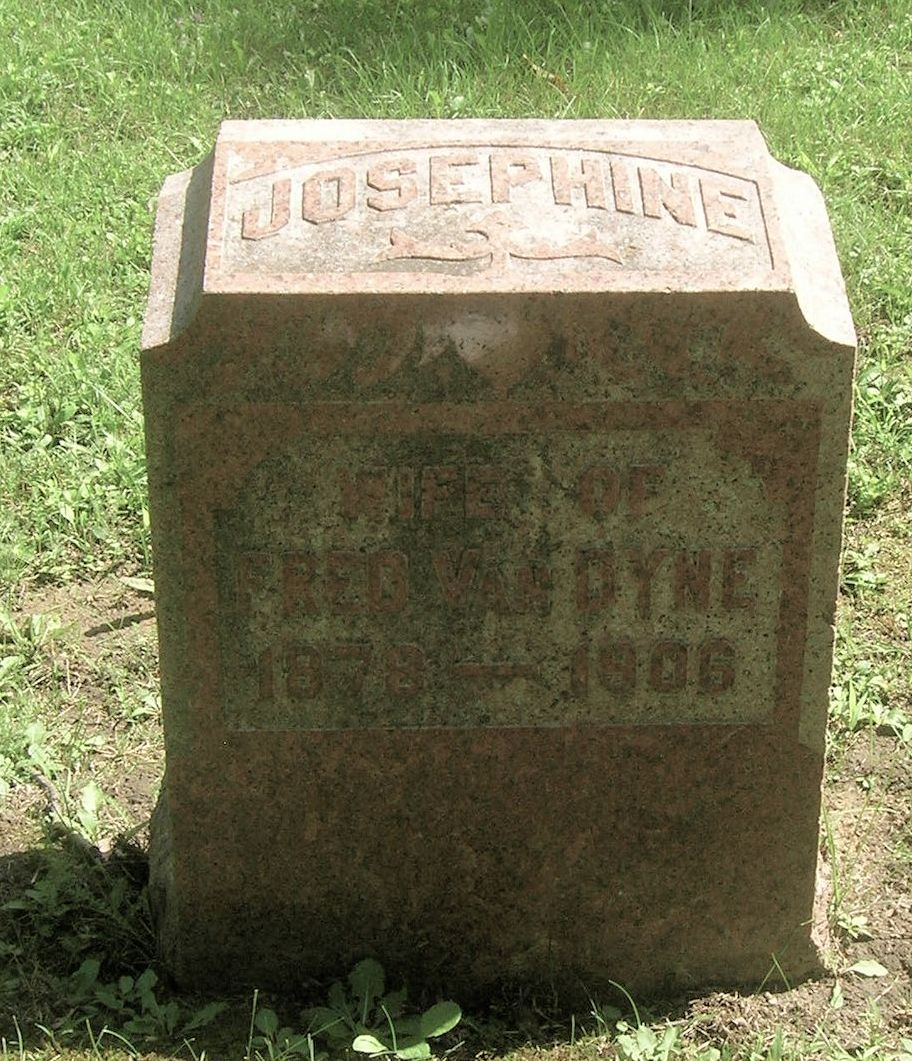 JOSEPHINE
WIFE OF
FRED VAN DYNE
1878 — 1906